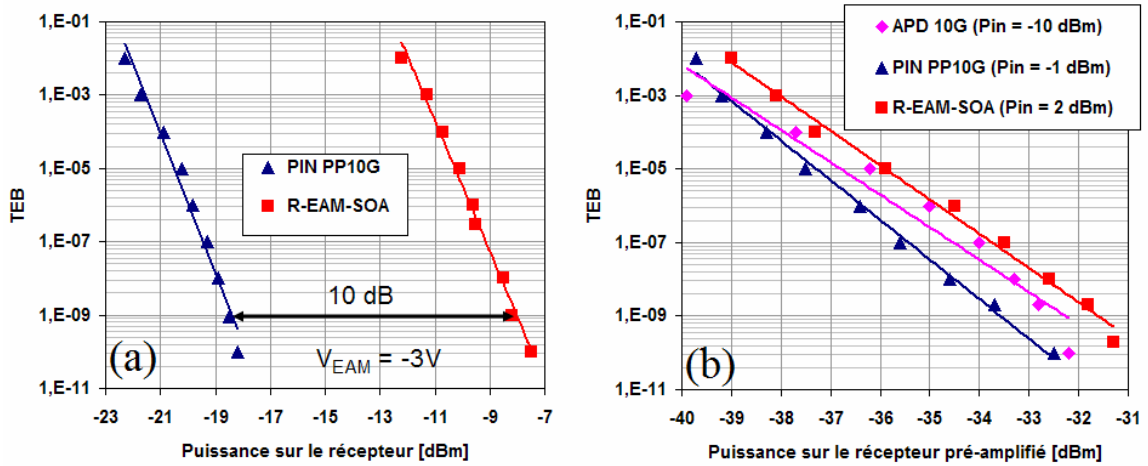 1,E-01
1,E-03
1,E-05
1,E-07
1,E-09
1,E-11
TEB
PIN PP10G
R-EAM-SOA
10 dB
V_EAM = -3V
(a)
-23 -21 -19 -17 -15 -13 -11 -9 -7
Puissance sur le récepteur [dBm]
1,E-01
1,E-03
1,E-05
1,E-07
1,E-09
1,E-11
TEB
APD 10G (Pin = -10 dBm)
PIN PP10G (Pin = -1 dBm)
R-EAM-SOA (Pin = 2 dBm)
(b)
-40 -39 -38 -36 -35 -34 -33 -32 -31
Puissance sur le récepteur pré-amplifié [dBm]